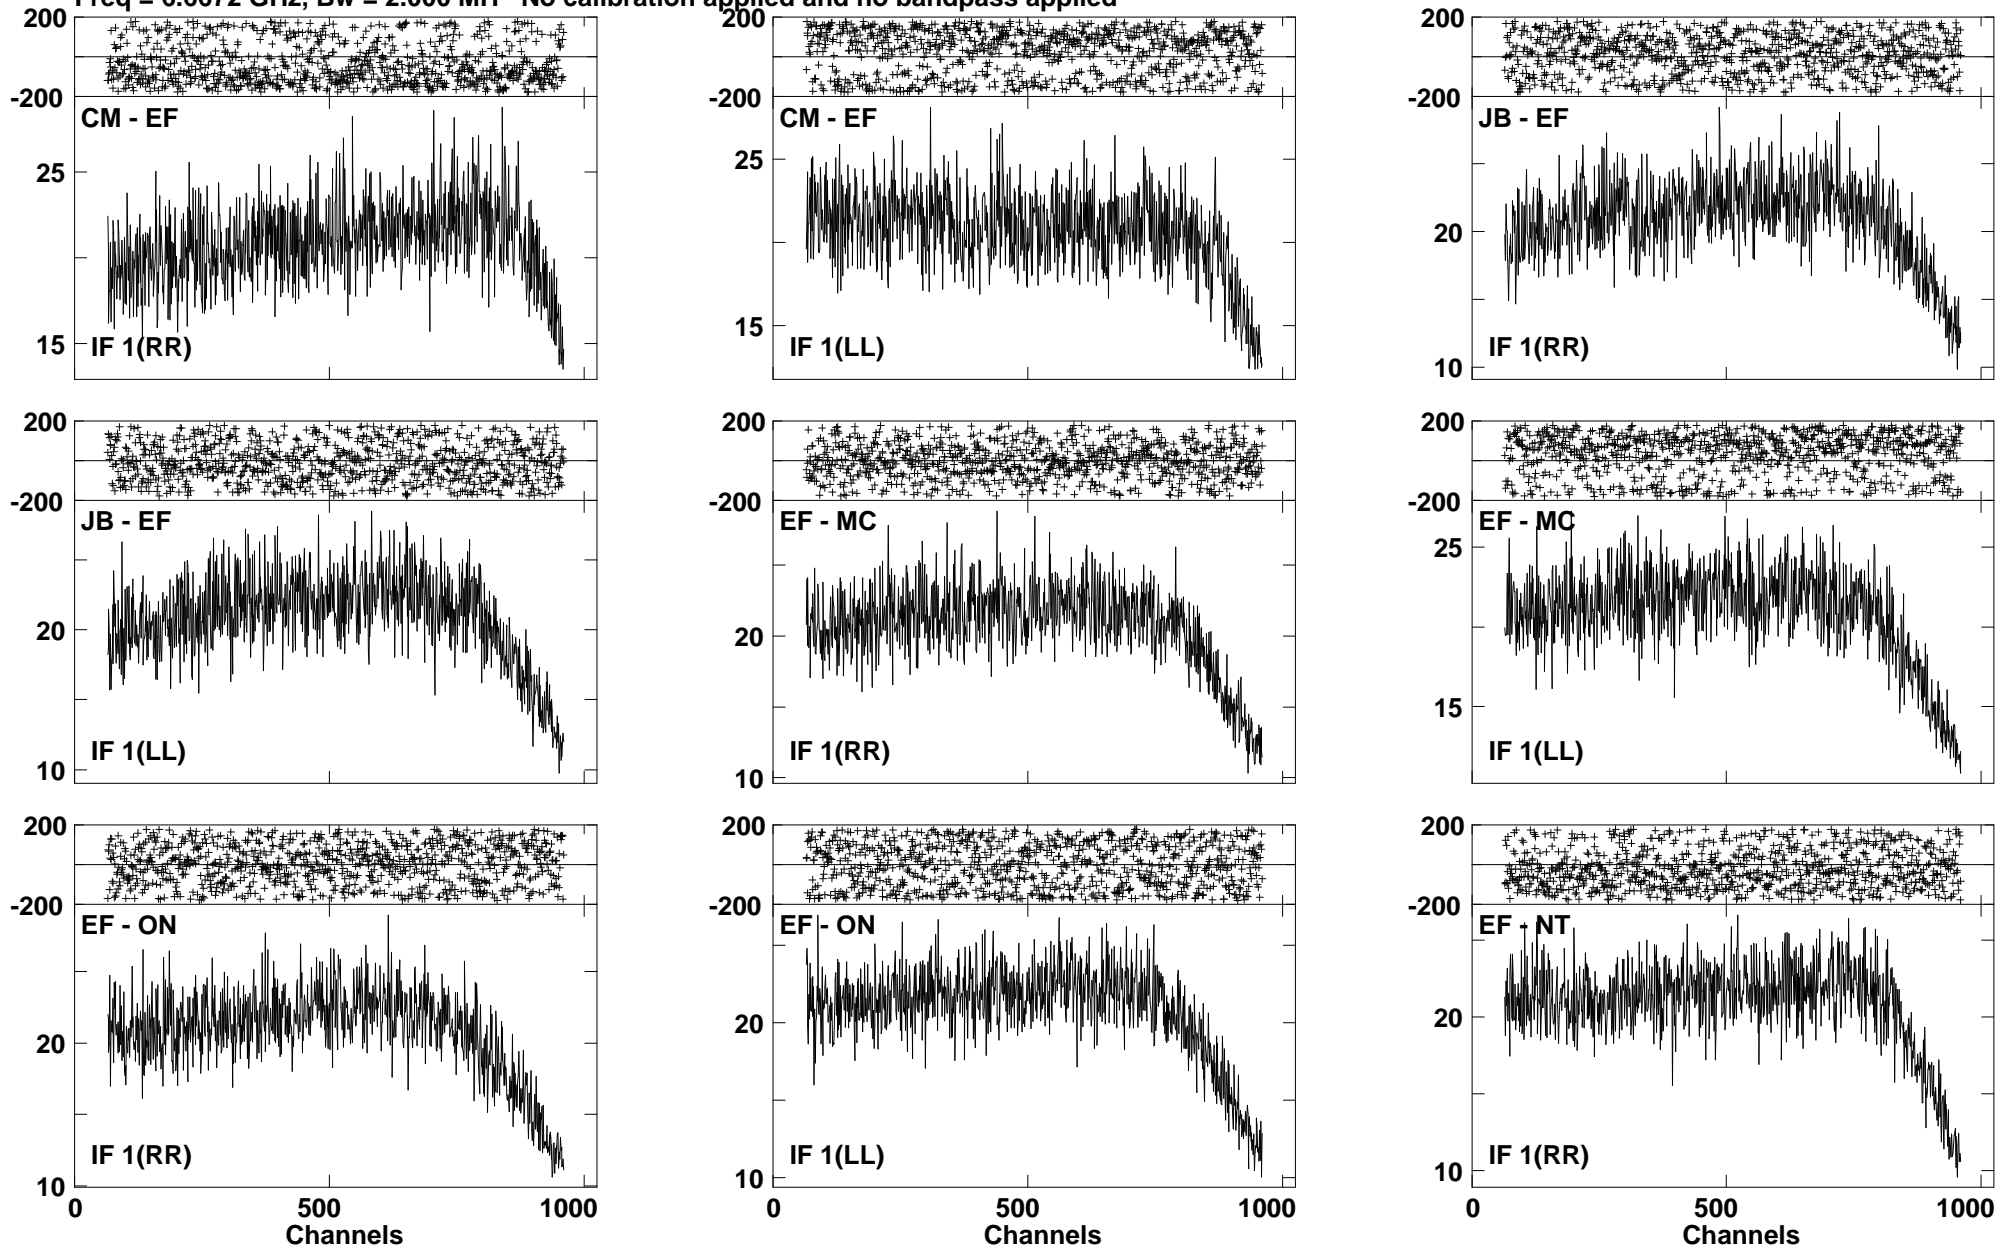 Freq = 6.6672 GHz, Bw = 2.000 MH No calibration applied and no bandpass applied
200
-200
CM - EF
25
15
IF 1(RR)
200
-200
CM - EF
25
15
IF 1(LL)
200
-200
JB - EF
20
10
IF 1(RR)
200
-200
JB - EF
20
10
IF 1(LL)
200
-200
EF - MC
20
10
IF 1(RR)
200
-200
EF - MC
25
15
IF 1(LL)
200
-200
EF - ON
20
10
IF 1(RR)
0 500 1000
Channels
200
-200
EF - ON
20
10
IF 1(LL)
0 500 1000
Channels
200
-200
EF - NT
20
10
IF 1(RR)
0 500 1000
Channels